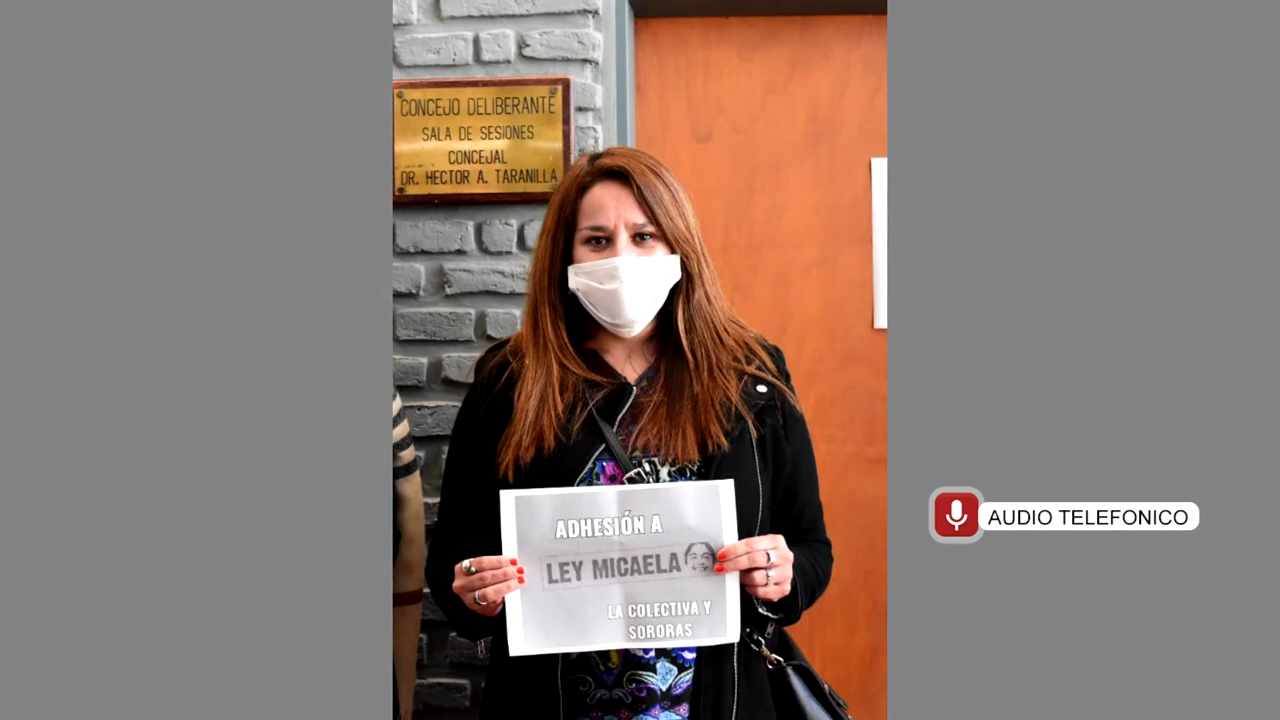 CONCEJO DELIBERANTE
SALA DE SESIONES
CONCEJAL
DR. HECTOR A. TARANILLA
ADHESIÓN A
LEY MICAELA
LA COLECTIVA Y
SORORAS
AUDIO TELEFONICO